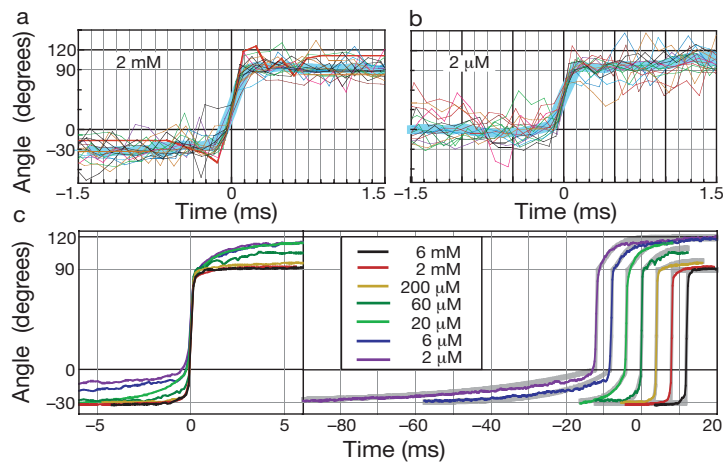 a
b
120
90
0
−30
Angle (degrees)
2 mM
2 μM
−1.5
0
1.5
−1.5
0
1.5
Time (ms)
Time (ms)
c
120
90
0
−30
Angle (degrees)
6 mM
2 mM
200 μM
60 μM
20 μM
6 μM
2 μM
−5
0
5
−80
−60
−40
−20
0
20
Time (ms)